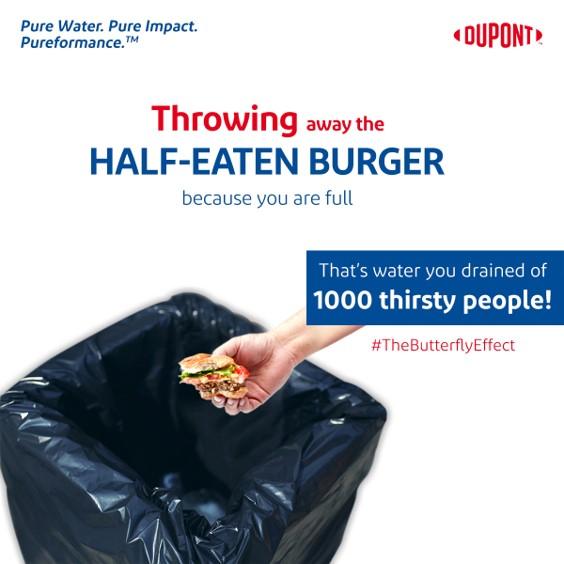 Pure Water. Pure Impact.
Pureformance.™
DUPONT™
Throwing away the
HALF-EATEN BURGER
because you are full
That's water you drained of
1000 thirsty people!
#TheButterflyEffect